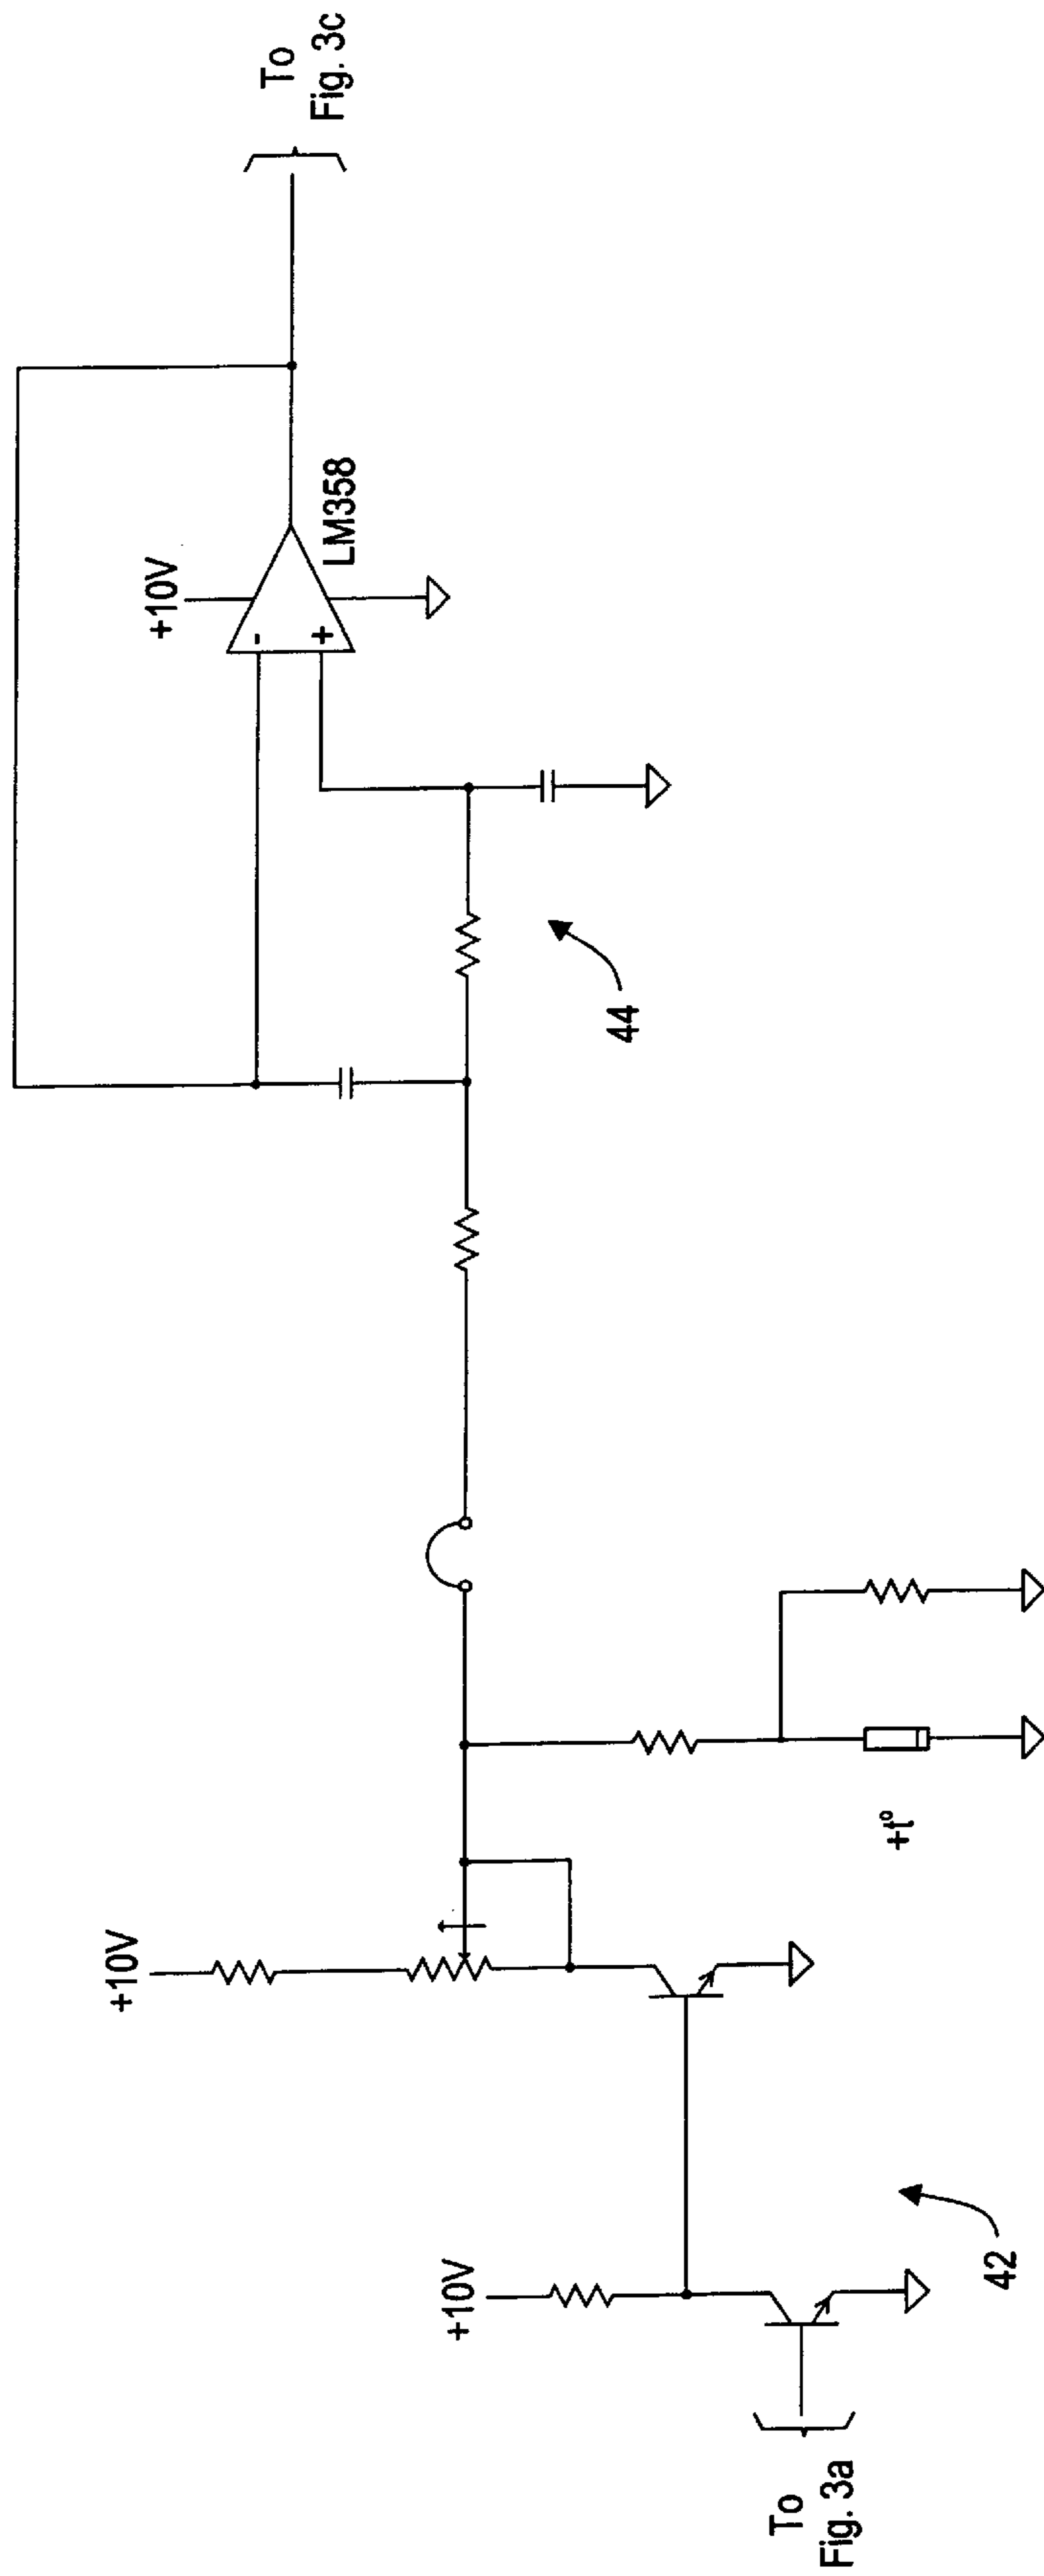 To
Fig. 3a
+10V
42
+10V
+t°
44
+10V
-
+
LM358
To
Fig. 3c